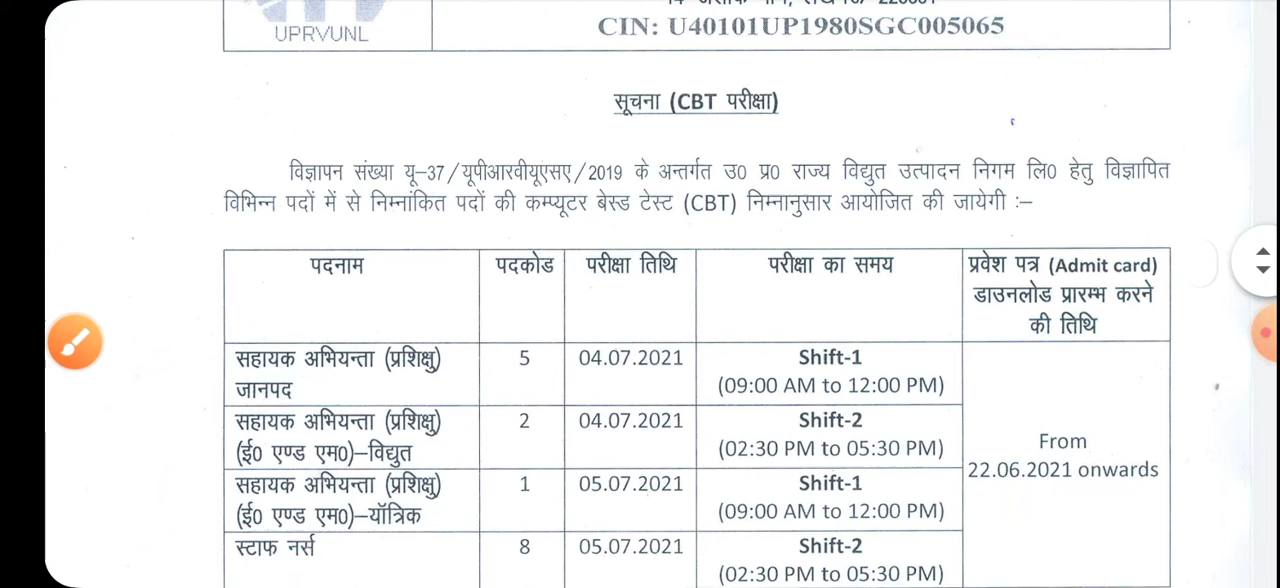 UPRVUNL
CIN: U40101UP1980SGC005065
सूचना (CBT परीक्षा)
विज्ञापन संख्या यू–37/यूपीआरवीयूएसए/2019 के अन्तर्गत उ0 प्र0 राज्य विद्युत उत्पादन निगम लि0 हेतु विज्ञापित
विभिन्न पदों में से निम्नांकित पदों की कम्प्यूटर बेस्ड टेस्ट (CBT) निम्नानुसार आयोजित की जायेगी :–
पदनाम पदकोड परीक्षा तिथि परीक्षा का समय प्रवेश पत्र (Admit card)
डाउनलोड प्रारम्भ करने
की तिथि
सहायक अभियन्ता (प्रशिक्षु) 5 04.07.2021 Shift-1
जानपद (09:00 AM to 12:00 PM)
सहायक अभियन्ता (प्रशिक्षु) 2 04.07.2021 Shift-2
(ई0 एण्ड एम0)–विद्युत (02:30 PM to 05:30 PM)
From
22.06.2021 onwards
सहायक अभियन्ता (प्रशिक्षु) 1 05.07.2021 Shift-1
(ई0 एण्ड एम0)–यॉत्रिक (09:00 AM to 12:00 PM)
स्टाफ नर्स 8 05.07.2021 Shift-2
(02:30 PM to 05:30 PM)